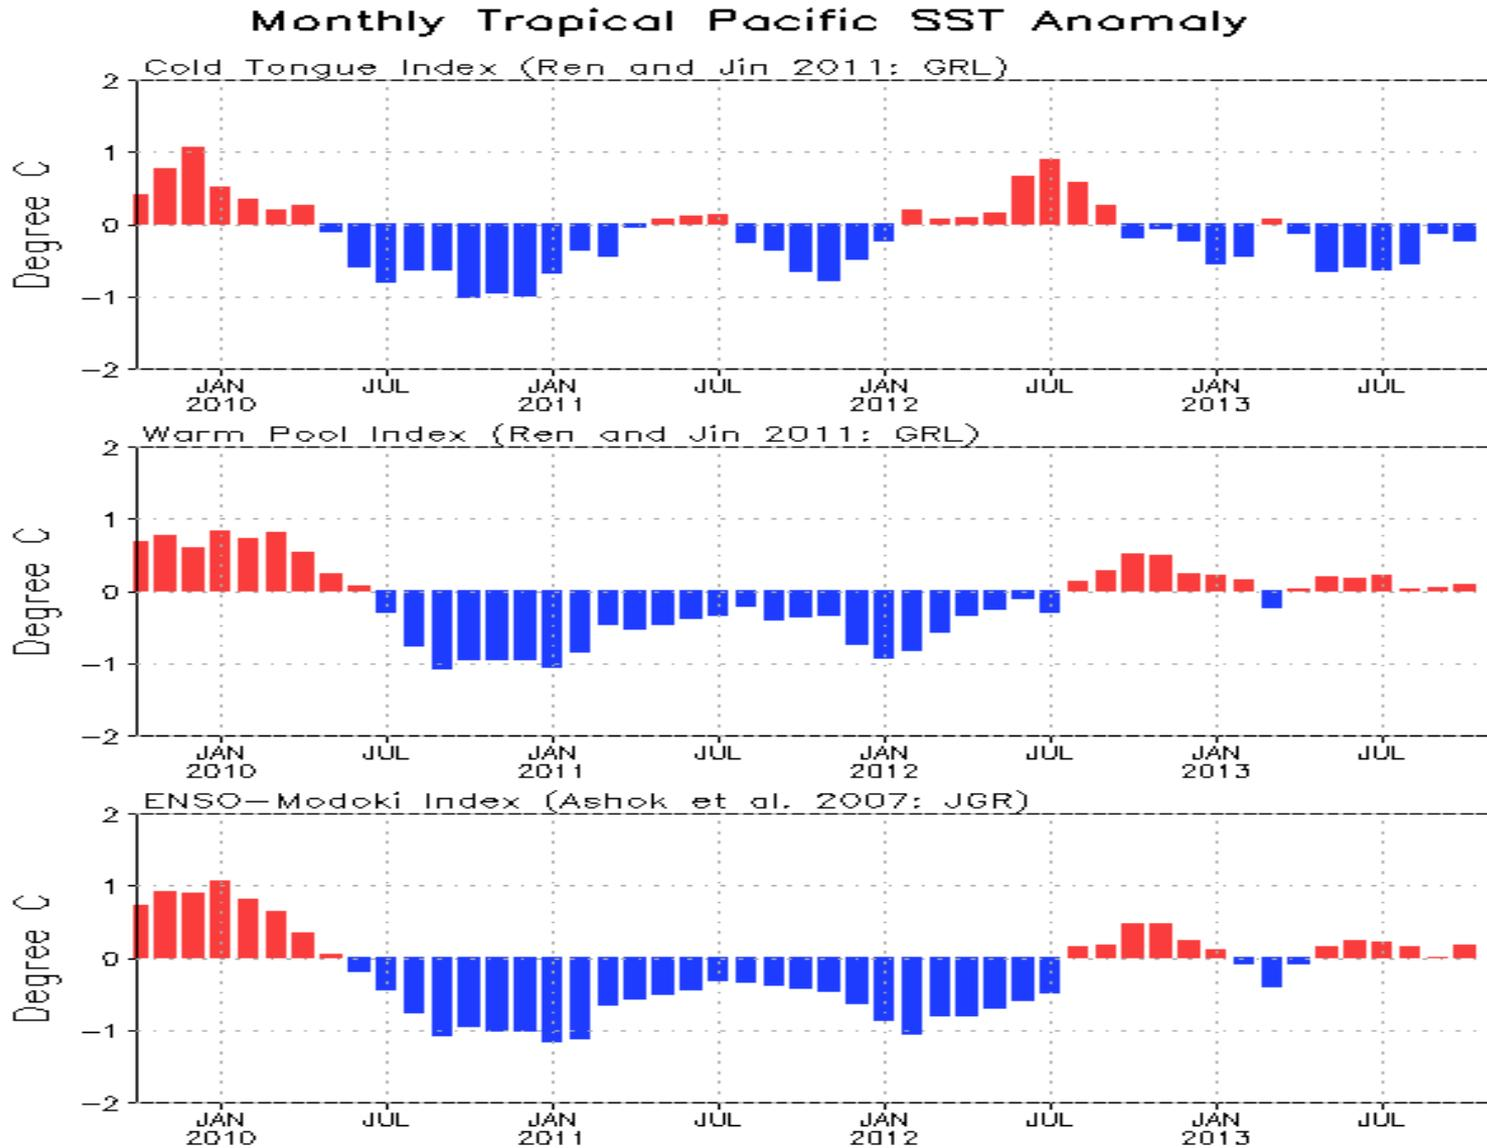 Monthly Tropical Pacific SST Anomaly
Cold Tongue Index (Ren and Jin 2011: GRL)
Degree C
2
1
0
-1
-2
JAN JUL JAN JUL JAN JUL JAN JUL
2010 2011 2012 2013
Warm Pool Index (Ren and Jin 2011: GRL)
Degree C
2
1
0
-1
-2
JAN JUL JAN JUL JAN JUL JAN JUL
2010 2011 2012 2013
ENSO-Modoki Index (Ashok et al. 2007: JGR)
Degree C
2
1
0
-1
-2
JAN JUL JAN JUL JAN JUL JAN JUL
2010 2011 2012 2013